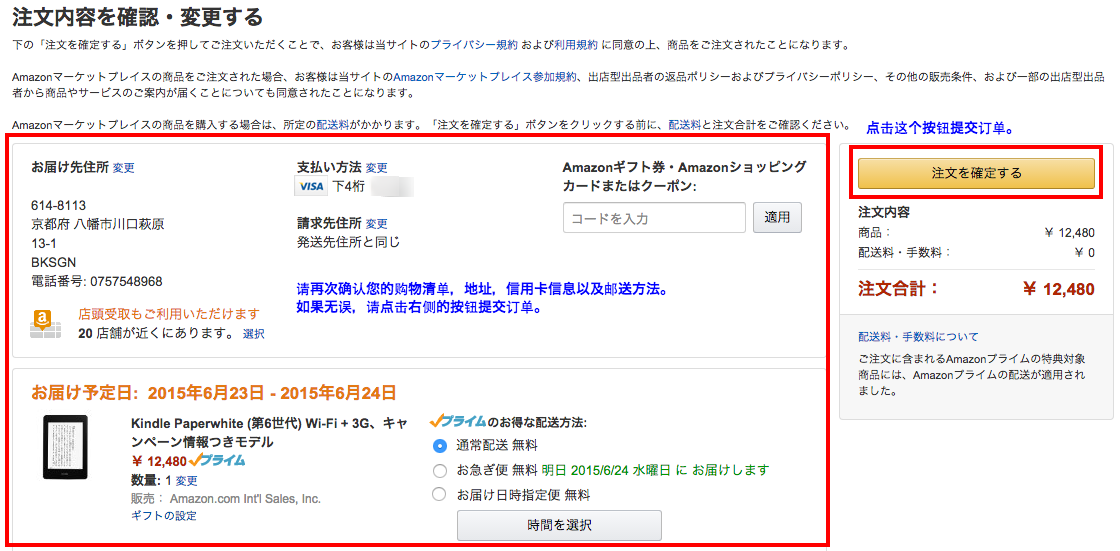 注文内容を確認・変更する
下の「注文を確定する」ボタンを押してご注文いただくことで、お客様は当サイトのプライバシー規約 および利用規約 に同意の上、商品をご注文されたことになります。
Amazonマーケットプレイスの商品をご注文された場合、お客様は当サイトのAmazonマーケットプレイス参加規約、出店型出品者の返品ポリシーおよびプライバシーポリシー、その他の販売条件、および一部の出店型出品
者から商品やサービスのご案内が届くことについても同意されたことになります。
Amazonマーケットプレイスの商品を購入する場合は、所定の配送料がかかります。「注文を確定する」ボタンをクリックする前に、配送料と注文合計をご確認ください。
点击这个按钮提交订单。
お届け先住所 変更
614-8113
京都府 八幡市川口萩原
13-1
BKSGN
電話番号: 0757548968
店頭受取もご利用いただけます
20 店舗が近くにあります。 選択
支払い方法 変更
VISA 下4桁
請求先住所 変更
発送先住所と同じ
Amazonギフト券・Amazonショッピング
カードまたはクーポン:
コードを入力 適用
请再次确认您的购物清单，地址，信用卡信息以及邮送方法。
如果无误，请点击右侧的按钮提交订单。
注文を確定する
注文内容
商品： ￥ 12,480
配送料・手数料： ￥ 0
注文合計： ￥ 12,480
配送料・手数料について
ご注文に含まれるAmazonプライムの特典対象
商品には、Amazonプライムの配送が適用され
ました。
お届け予定日: 2015年6月23日 - 2015年6月24日
Kindle Paperwhite (第6世代) Wi-Fi + 3G、キャ
ンペーン情報つきモデル
￥ 12,480 プライム
数量: 1 変更
販売： Amazon.com Int'l Sales, Inc.
ギフトの設定
プライムのお得な配送方法:
通常配送 無料
お急ぎ便 無料 明日 2015/6/24 水曜日 に お届けします
お届け日時指定便 無料
時間を選択